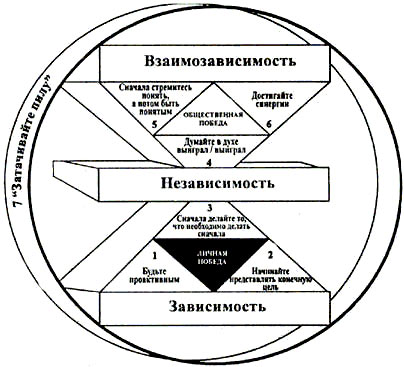 Взаимозависимость
Сначала стремитесь
понять,
а потом быть
понятым
5
ОБЩЕСТВЕННАЯ
ПОБЕДА
Достигайте
синергии
6
Думайте в духе
выиграл / выиграл
4
7 “Затачивайте пилу”
Независимость
3
Сначала делайте то,
что необходимо делать
сначала
1
Будьте
проактивным
ЛИЧНАЯ
ПОБЕДА
2
Начинайте
представлять конечную
цель
Зависимость